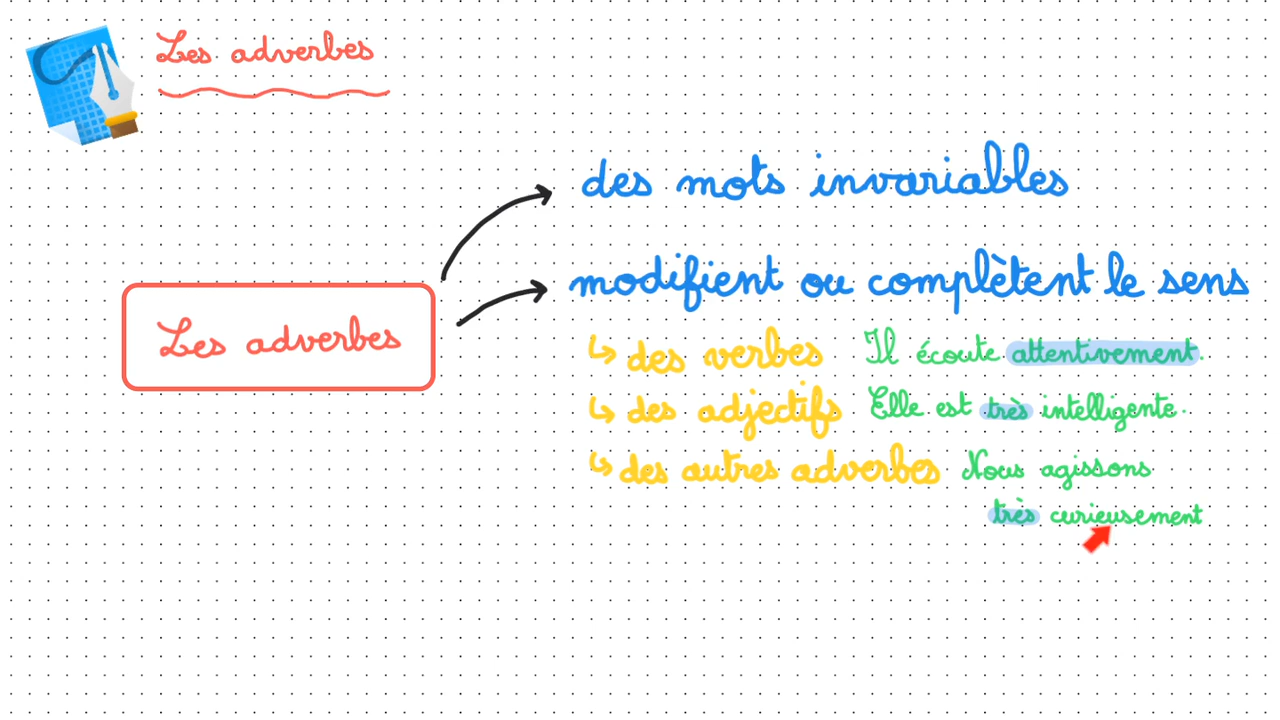 Les adverbes
des mots invariables
modifient ou complètent le sens
Les adverbes
des verbes Il écoute attentivement.
des adjectifs Elle est très intelligente.
des autres adverbes Nous agissons
très curieusement